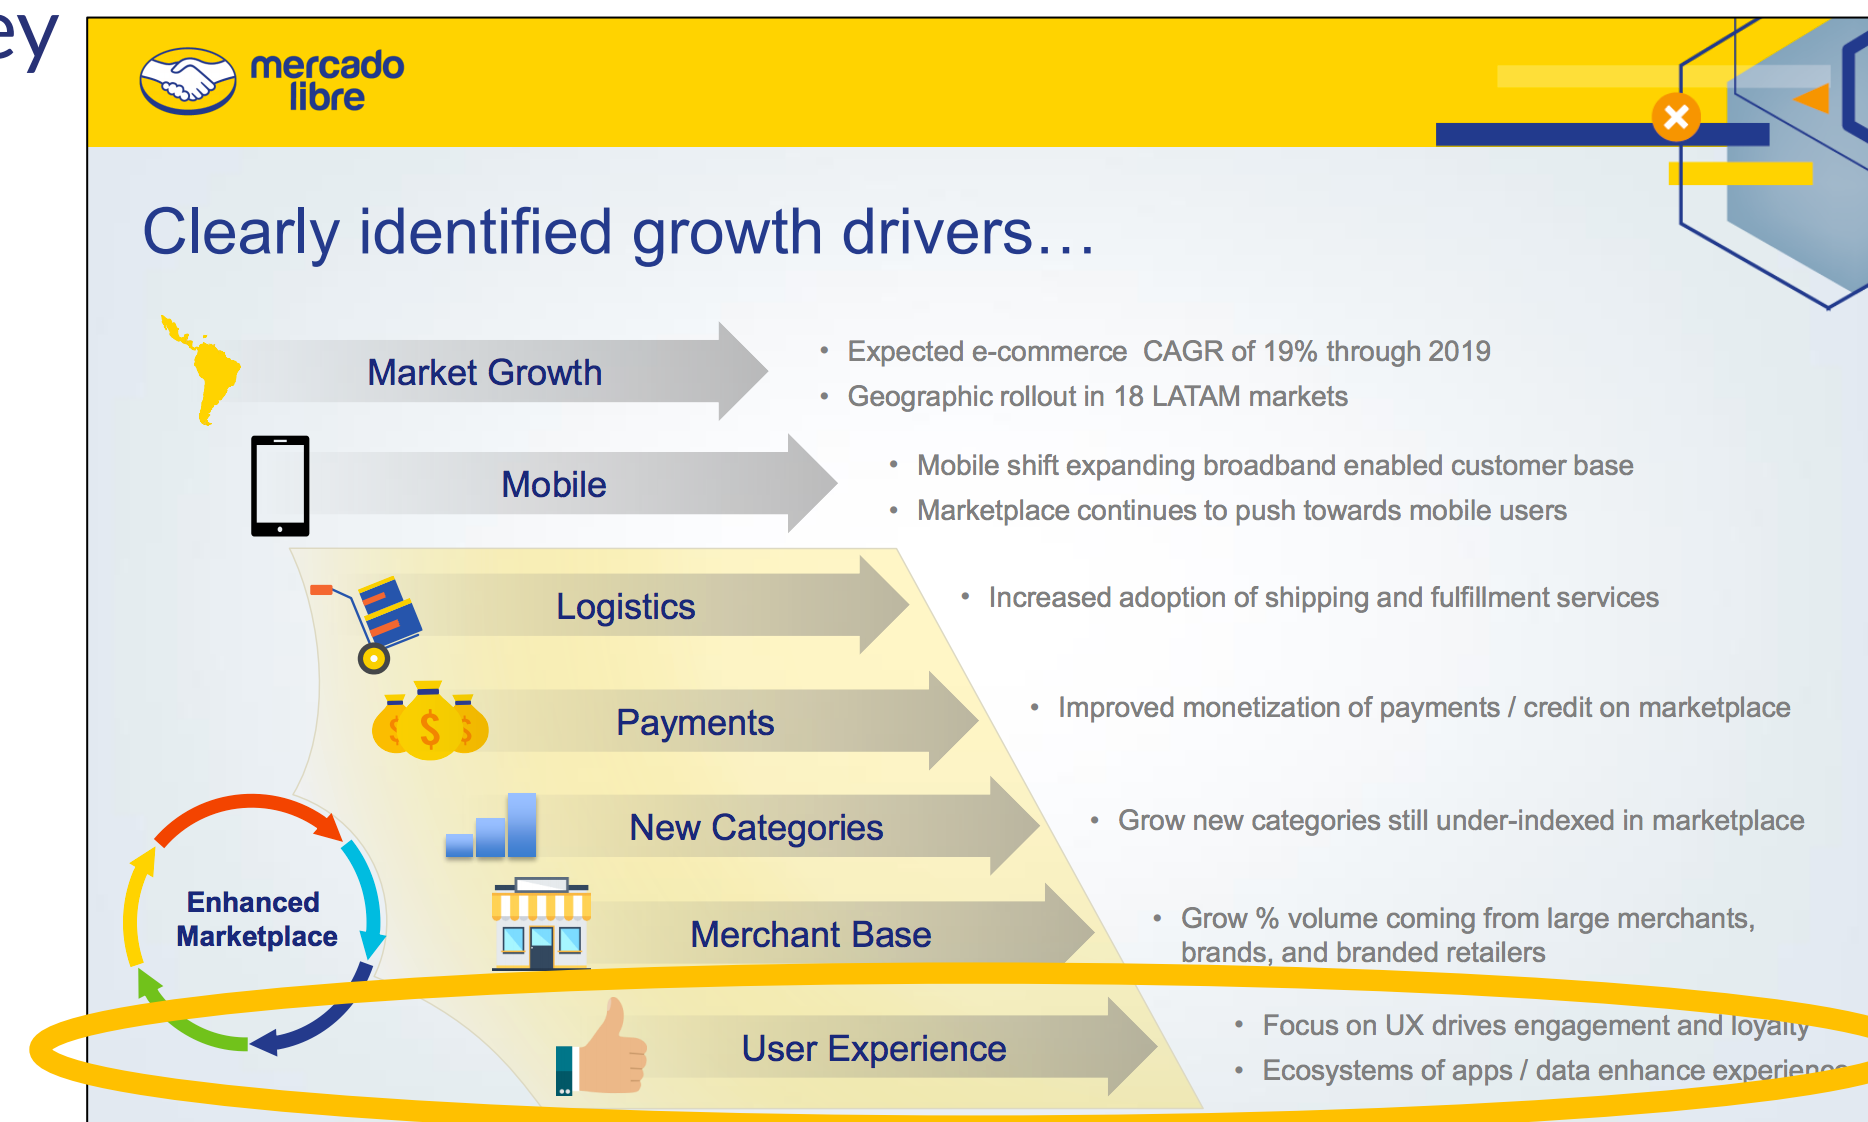 ey
mercado
libre
Clearly identified growth drivers…
Market Growth
• Expected e-commerce CAGR of 19% through 2019
• Geographic rollout in 18 LATAM markets
Mobile
• Mobile shift expanding broadband enabled customer base
• Marketplace continues to push towards mobile users
Logistics
• Increased adoption of shipping and fulfillment services
Payments
• Improved monetization of payments / credit on marketplace
$ $ $
New Categories
• Grow new categories still under-indexed in marketplace
Enhanced
Marketplace
Merchant Base
• Grow % volume coming from large merchants,
brands, and branded retailers
User Experience
• Focus on UX drives engagement and loyalty
• Ecosystems of apps / data enhance experience